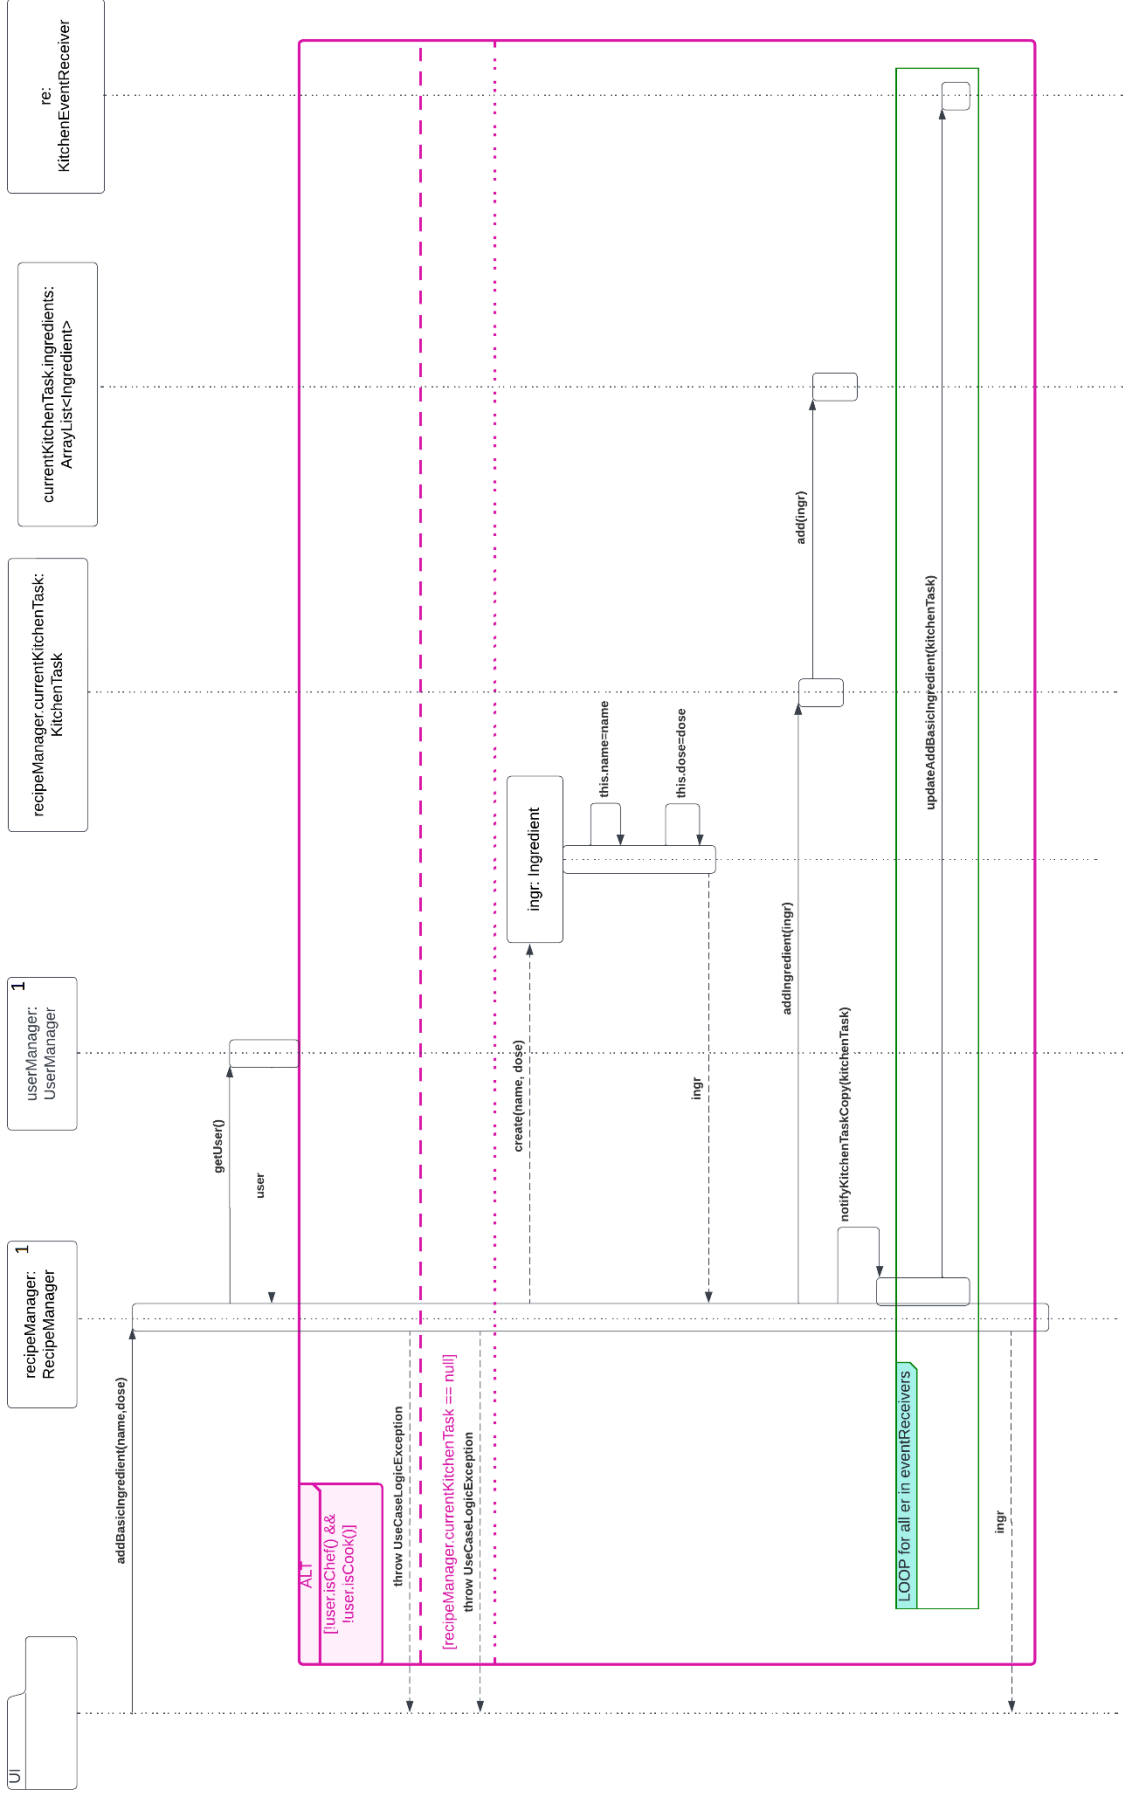 UI
recipeManager:
RecipeManager
1
userManager:
UserManager
1
recipeManager.currentKitchenTask:
KitchenTask
currentKitchenTask.ingredients:
ArrayList<Ingredient>
re:
KitchenEventReceiver
addBasicIngredient(name,dose)
getUser()
user
ALT
[!user.isChef() &&
!user.isCook()]
throw UseCaseLogicException
[recipeManager.currentKitchenTask == null]
throw UseCaseLogicException
create(name, dose)
ingr: Ingredient
this.name=name
this.dose=dose
ingr
addIngredient(ingr)
add(ingr)
notifyKitchenTaskCopy(kitchenTask)
LOOP for all er in eventReceivers
updateAddBasicIngredient(kitchenTask)
ingr